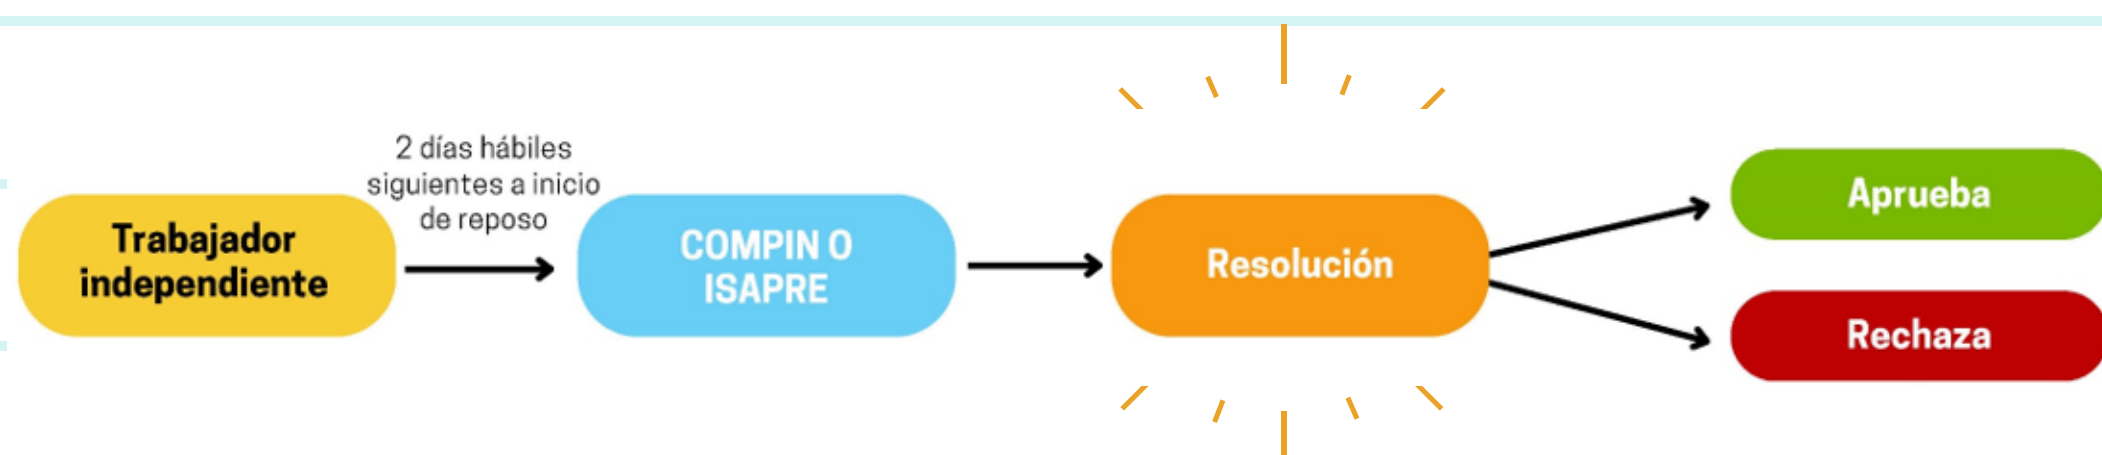 Trabajador
independiente
2 días hábiles
siguientes a inicio
de reposo
COMPIN O
ISAPRE
Resolución
Aprueba
Rechaza